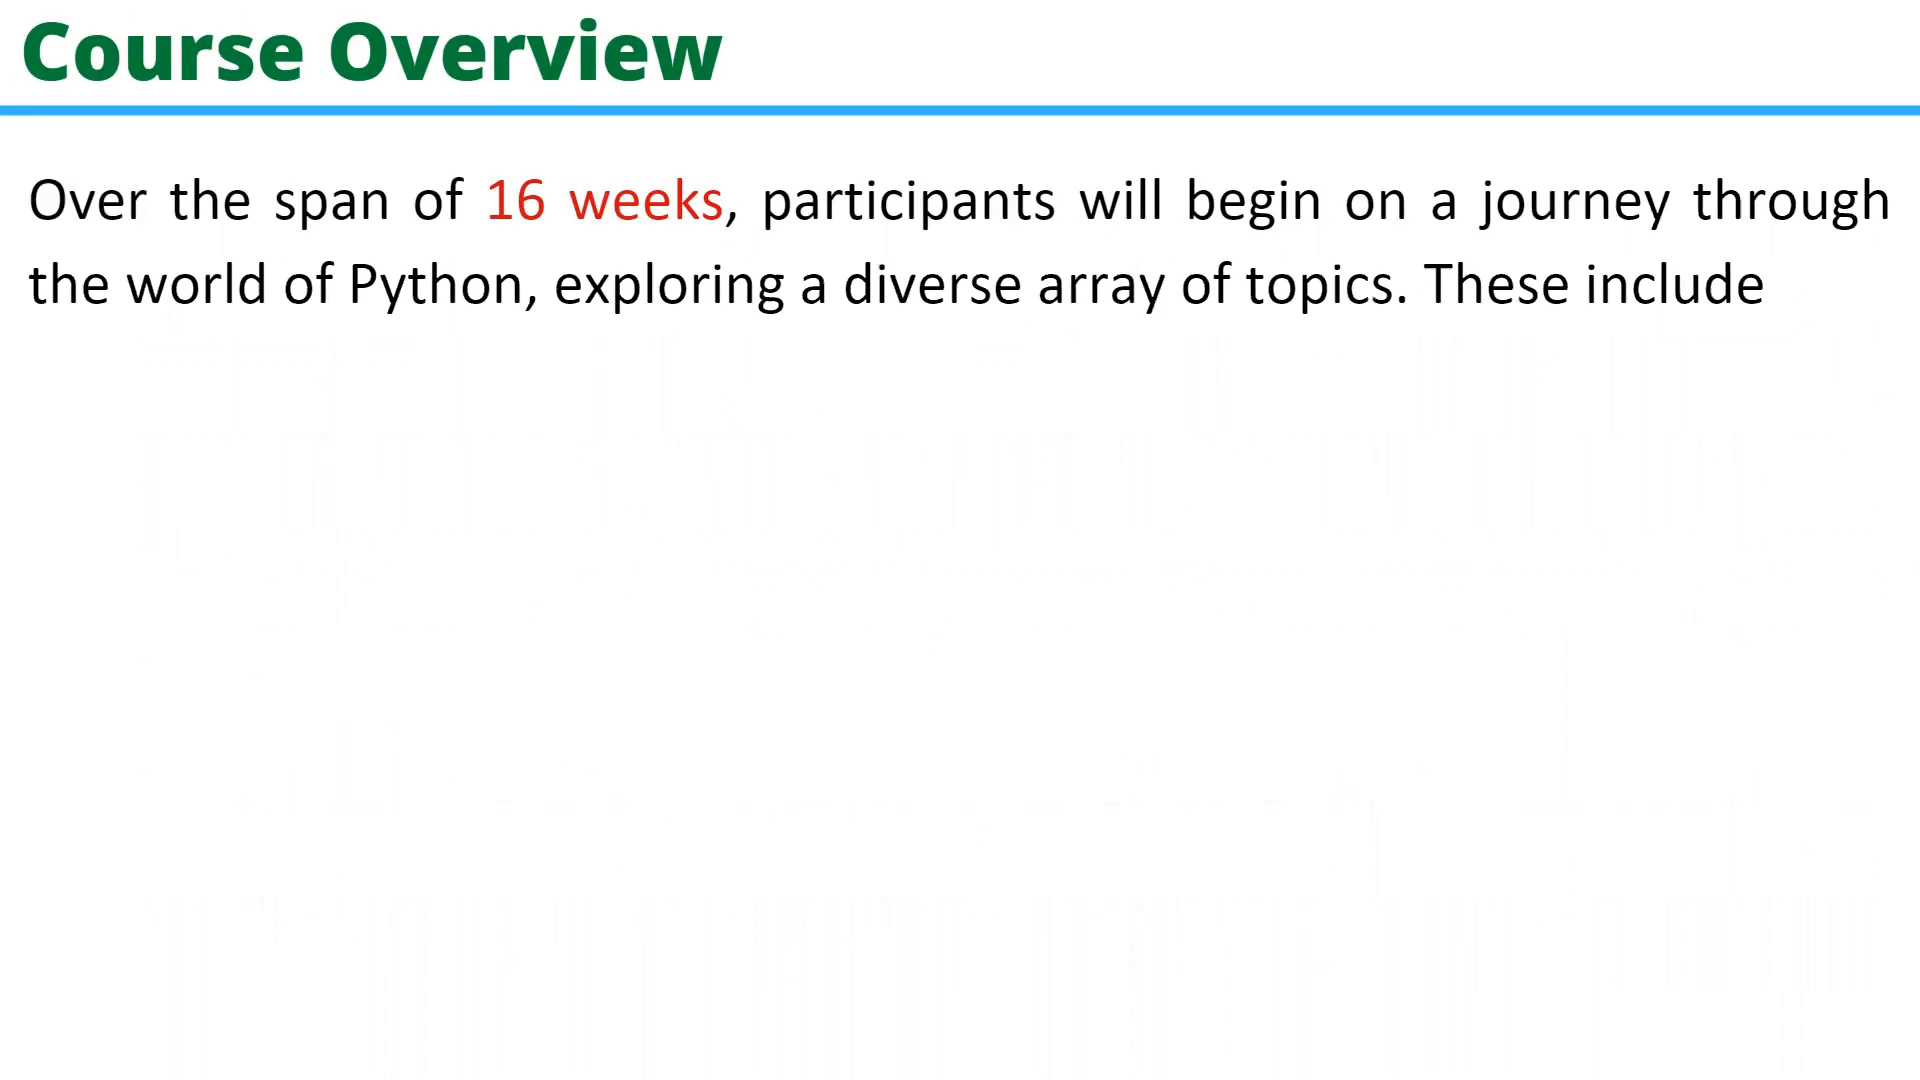 Course Overview
Over the span of 16 weeks, participants will begin on a journey through
the world of Python, exploring a diverse array of topics. These include